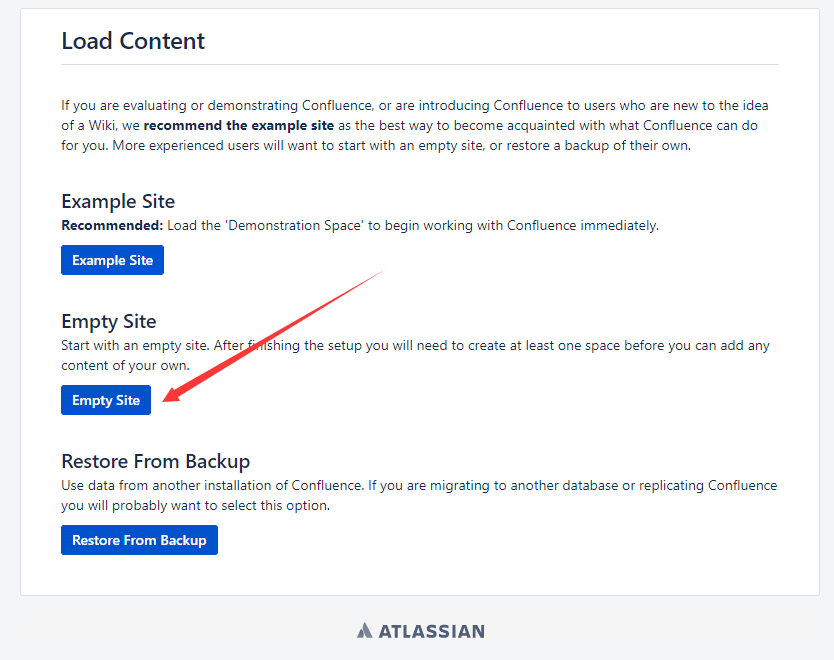 Load Content
If you are evaluating or demonstrating Confluence, or are introducing Confluence to users who are new to the idea
of a Wiki, we recommend the example site as the best way to become acquainted with what Confluence can do
for you. More experienced users will want to start with an empty site, or restore a backup of their own.
Example Site
Recommended: Load the 'Demonstration Space' to begin working with Confluence immediately.
Example Site
Empty Site
Start with an empty site. After finishing the setup you will need to create at least one space before you can add any
content of your own.
Empty Site
Restore From Backup
Use data from another installation of Confluence. If you are migrating to another database or replicating Confluence
you will probably want to select this option.
Restore From Backup
ATLASSIAN